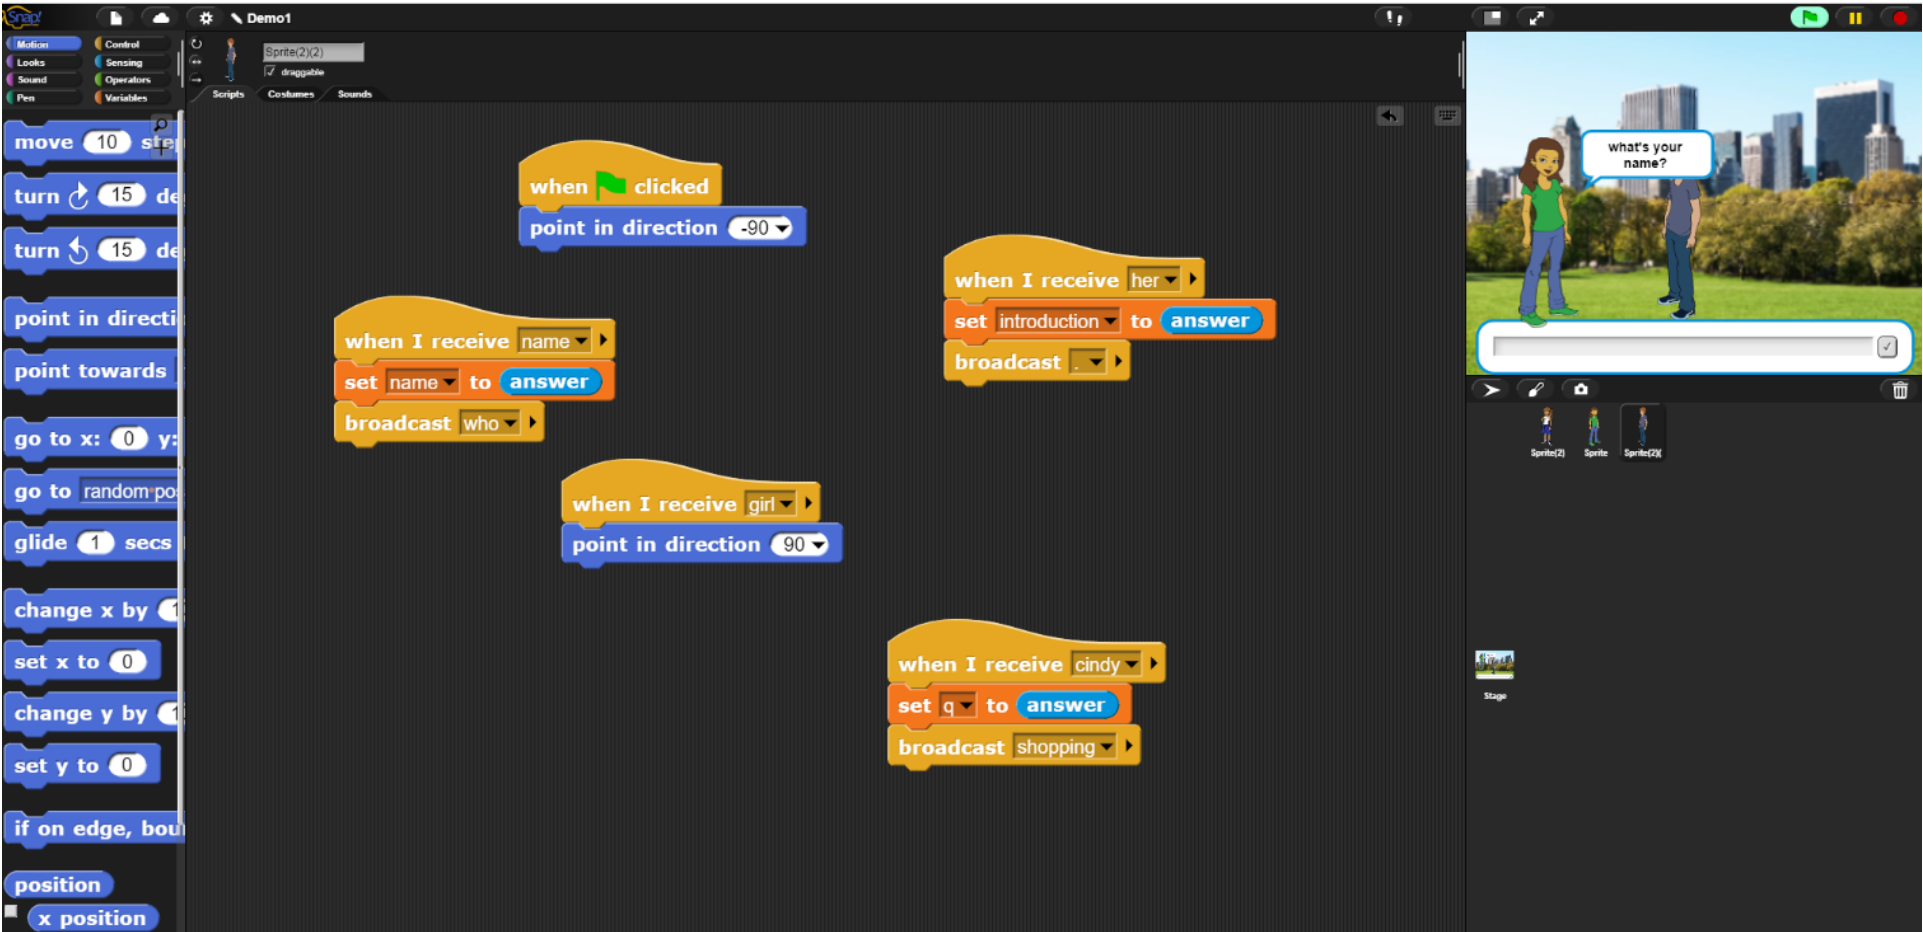 Snap!
Demo1
Motion
Control
Looks
Sensing
Sound
Operators
Pen
Variables
Sprite(2)(2)
draggable
Scripts
Costumes
Sounds
move 10 step
turn 15 de
turn 15 de
point in directi
point towards
go to x: 0 y:
go to random po
glide 1 secs
change x by 1
set x to 0
change y by 1
set y to 0
if on edge, bou
position
x position
when clicked
point in direction -90
when I receive name
set name to answer
broadcast who
when I receive girl
point in direction 90
when I receive her
set introduction to answer
broadcast .
when I receive cindy
set q to answer
broadcast shopping
what's your
name?
Sprite(2)
Sprite
Sprite(2)(
Stage